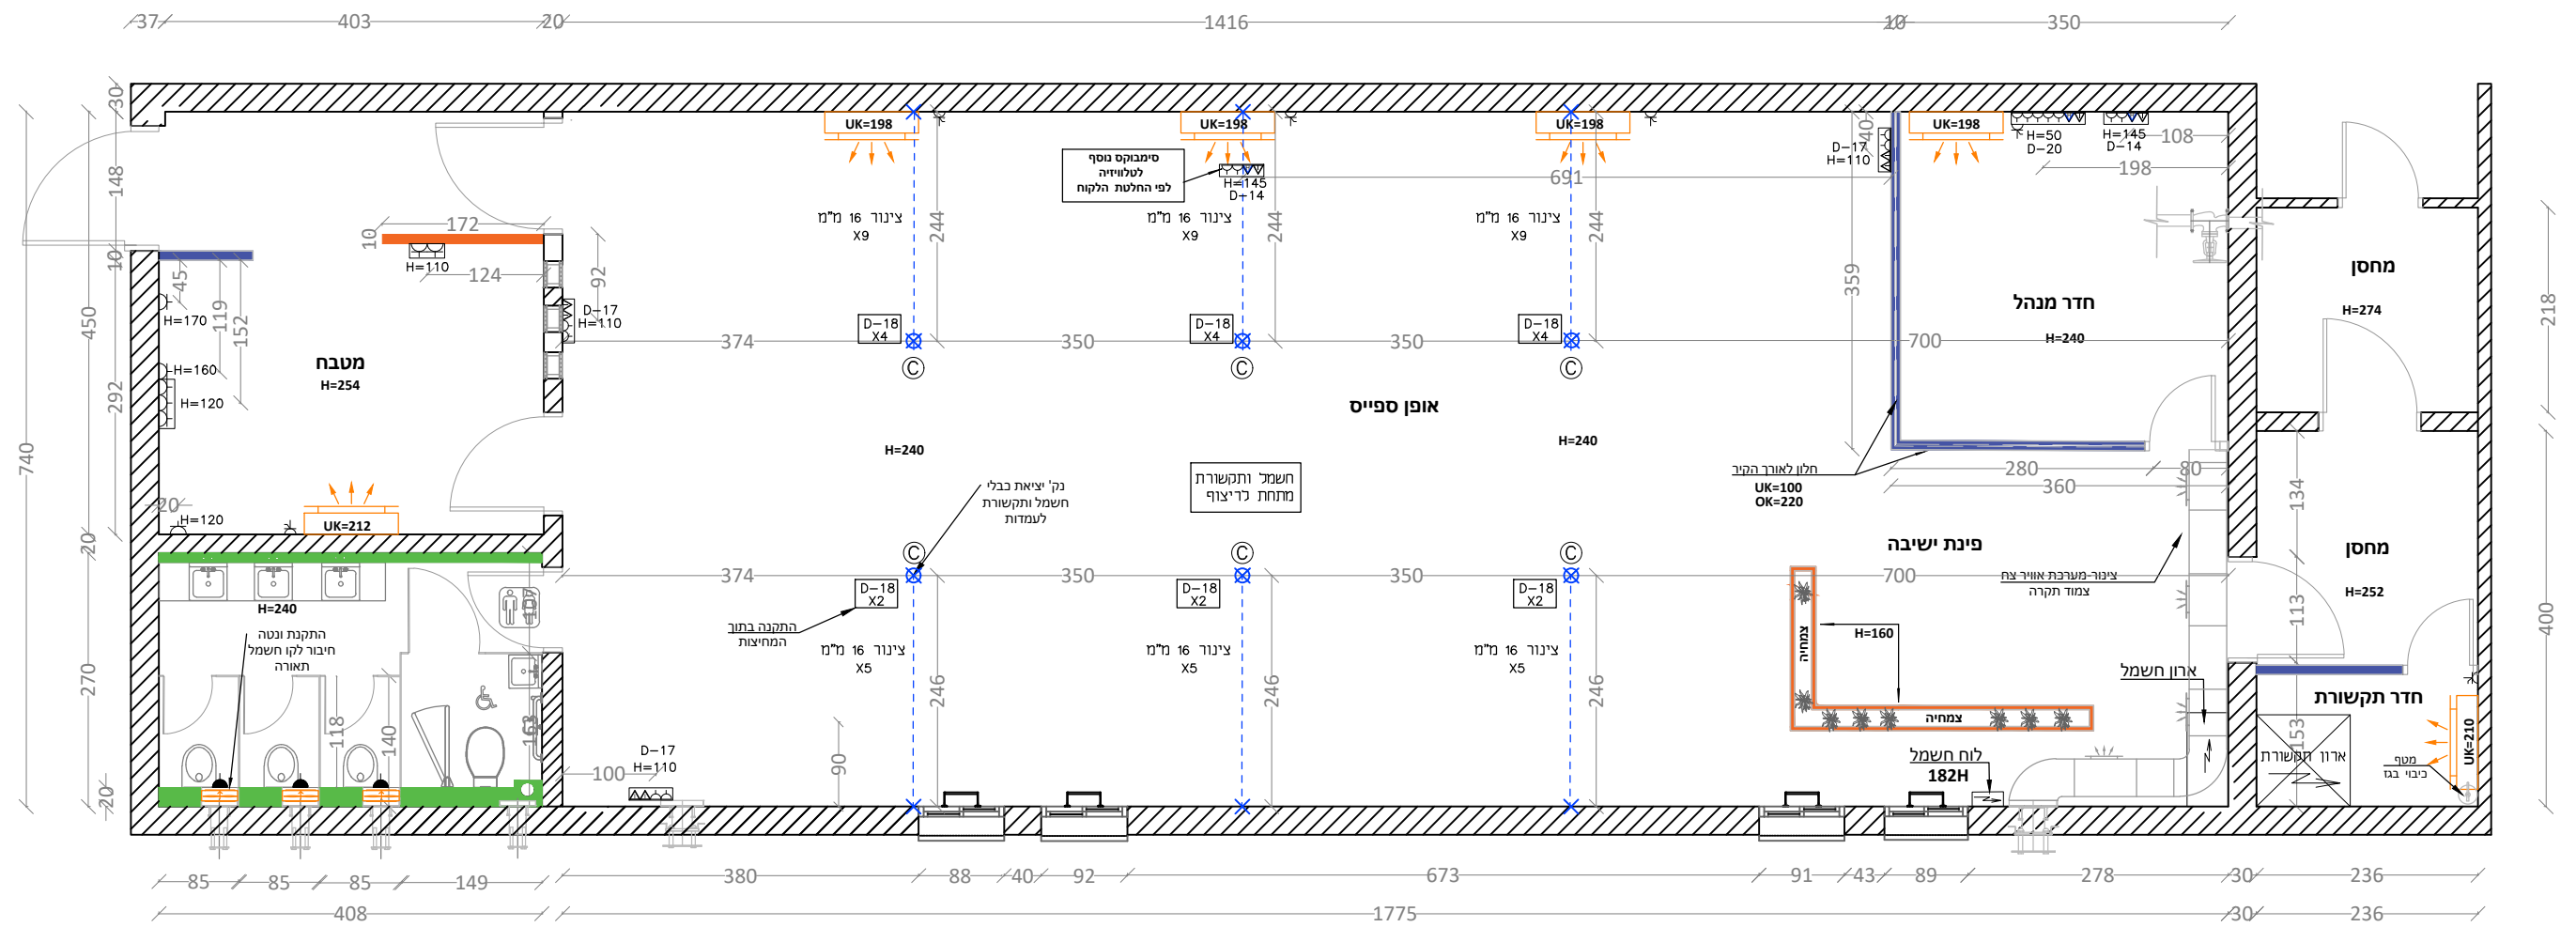 37 403 20 1416 10 350
30
148
10
450
292
740
20
270
20
172
10
H=110
124
45
119
152
H=170
H=160
H=120
מטבח
H=254
20
H=120
UK=212
92
D-17
H=110
UK=198
UK=198
UK=198
UK=198
סימבוקס נוסף
לטלוויזיה
לפי החלטת הלקוח
H=145
D-14
691
צינור 16 מ"מ
X9
צינור 16 מ"מ
X9
צינור 16 מ"מ
X9
244
244
244
D-18
X4
D-18
X4
D-18
X4
374 350 350 700
C
C
C
D-17
H=110
40
359
H=50
D-20
H=145
D-14
108
198
חדר מנהל
H=240
אופן ספייס
H=240
H=240
חשמל ותקשורת
מתחת לריצוף
נק' יציאת כבלי
חשמל ותקשורת
לעמדות
חלון לאורך הקיר
UK=100
OK=220
280 80
360
פינת ישיבה
צינור-מערכת אוויר צח
צמוד תקרה
C
C
C
374 350 350 700
D-18
X2
D-18
X2
D-18
X2
התקנה בתוך
המחיצות
צינור 16 מ"מ
X5
צינור 16 מ"מ
X5
צינור 16 מ"מ
X5
246
246
246
90
D-17
H=110
100
H=240
התקנת ונטה
חיבור לקו חשמל
תאורה
118
140
163
צמחיה
H=160
צמחיה
ארון חשמל
לוח חשמל
182H
מחסן
H=274
218
מחסן
H=252
134
113
153
400
חדר תקשורת
ארון תקשורת
מטף
כיבוי בגז
UK=210
85 85 85 149 380 88 40 92 673 91 43 89 278 30 236
408 1775 30 236